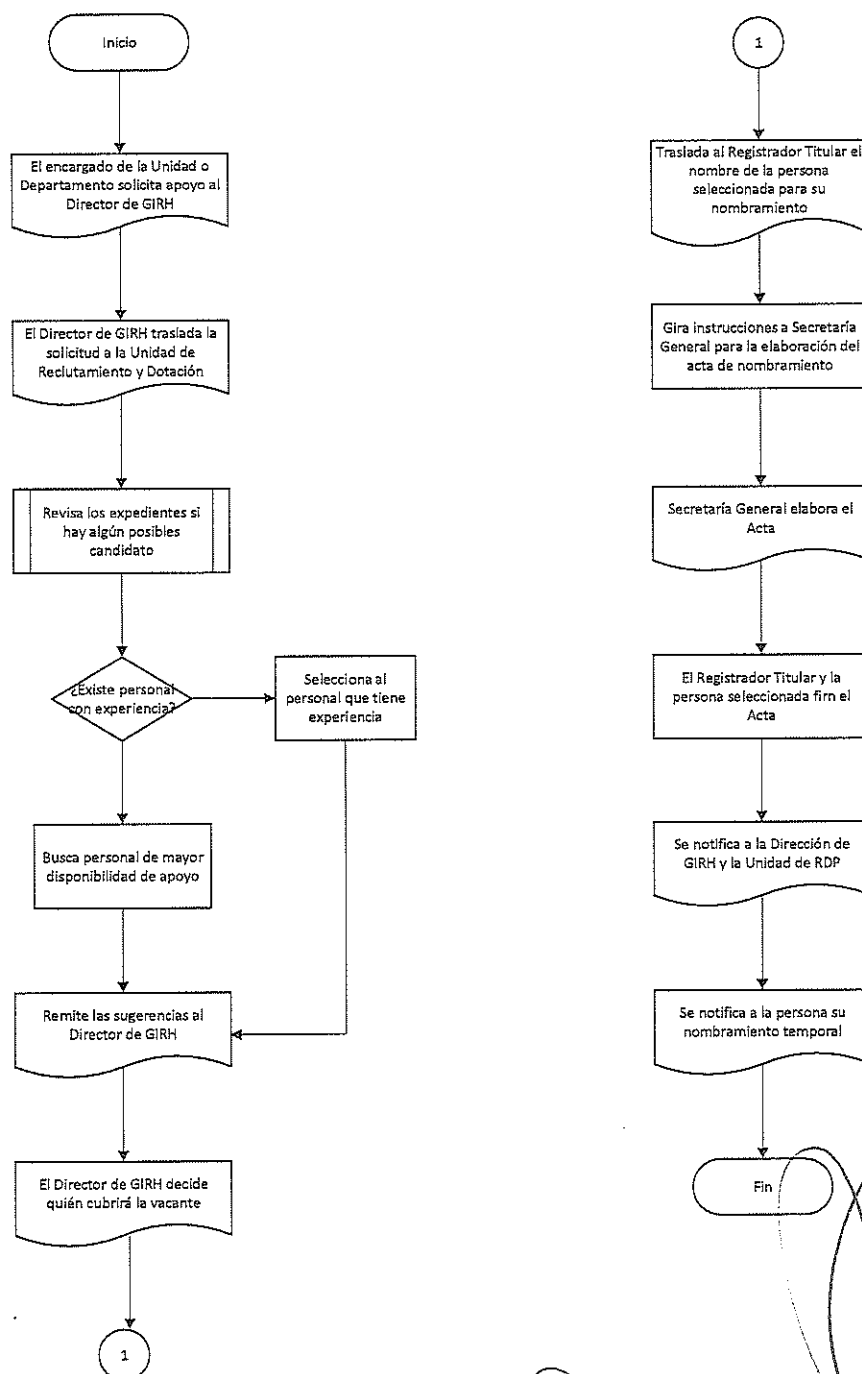 Inicio
El encargado de la Unidad o
Departamento solicita apoyo al
Director de GIRH
El Director de GIRH traslada la
solicitud a la Unidad de
Reclutamiento y Dotación
Revisa los expedientes si
hay algún posibles
candidato
¿Existe personal
con experiencia?
Selecciona al
personal que tiene
experiencia
Busca personal de mayor
disponibilidad de apoyo
Remite las sugerencias al
Director de GIRH
El Director de GIRH decide
quién cubrirá la vacante
1
1
Traslada al Registrador Titular el
nombre de la persona
seleccionada para su
nombramiento
Gira instrucciones a Secretaría
General para la elaboración del
acta de nombramiento
Secretaría General elabora el
Acta
El Registrador Titular y la
persona seleccionada firn el
Acta
Se notifica a la Dirección de
GIRH y la Unidad de RDP
Se notifica a la persona su
nombramiento temporal
Fin